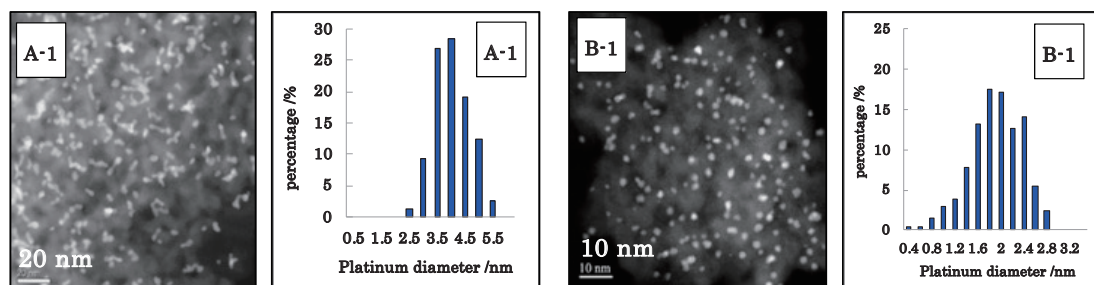 A-1
20 nm
A-1
30
25
20
15
10
5
0
percentage /%
0.5 1.5 2.5 3.5 4.5 5.5
Platinum diameter /nm
B-1
10 nm
10 nm
B-1
25
20
15
10
5
0
percentage /%
0.4 0.8 1.2 1.6 2 2.4 2.8 3.2
Platinum diameter /nm